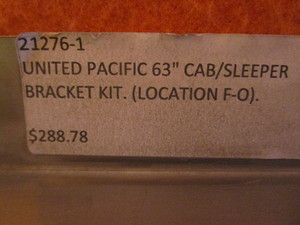 21276-1
UNITED PACIFIC 63" CAB/SLEEPER
BRACKET KIT. (LOCATION F-O).
$288.78